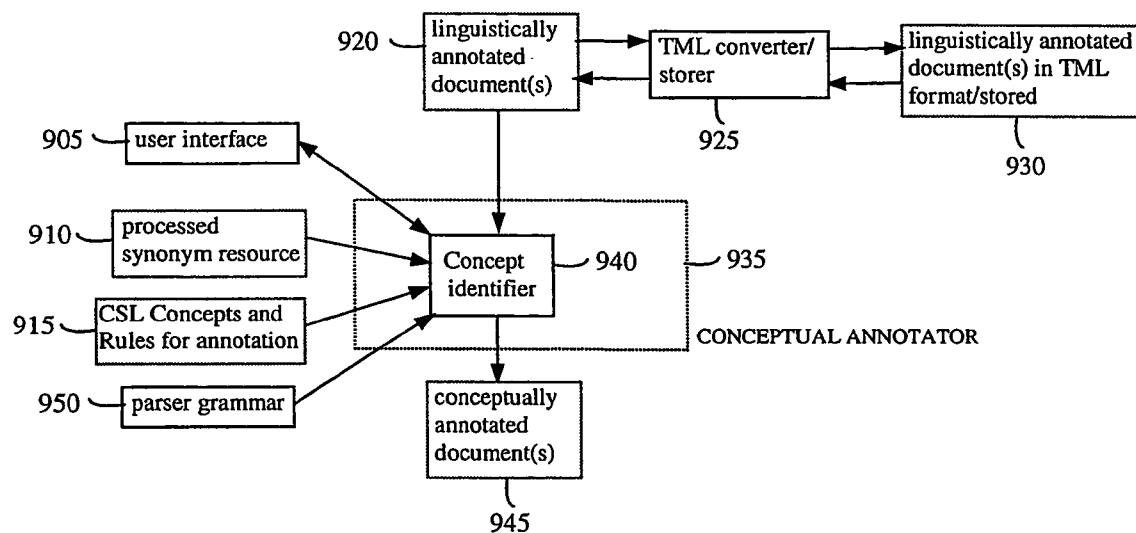 920
linguistically
annotated
document(s)
TML converter/
storer
925
linguistically annotated
document(s) in TML
format/stored
930
905
user interface
910
processed
synonym resource
915
CSL Concepts and
Rules for annotation
950
parser grammar
Concept
identifier
940
935
CONCEPTUAL ANNOTATOR
conceptually
annotated
document(s)
945